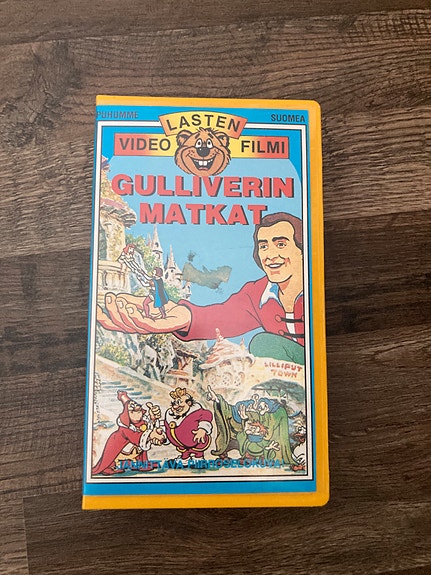 PUHUMME
SUOMEA
LASTEN
VIDEO FILMI
GULLIVERIN
MATKAT
LILLIPUT
TOWN